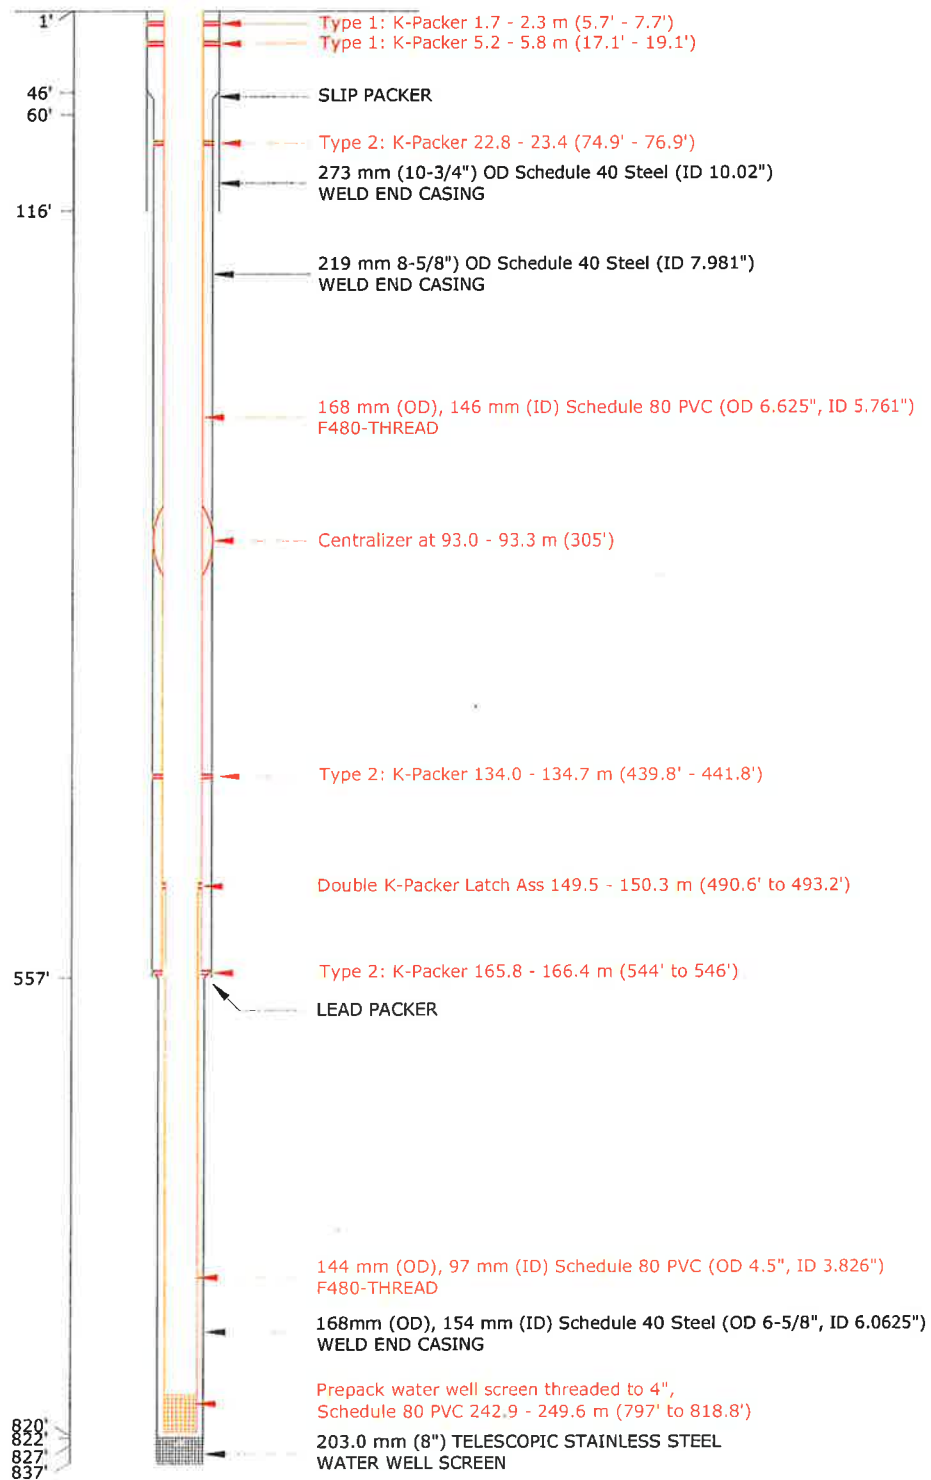 1'
Type 1: K-Packer 1.7 - 2.3 m (5.7' - 7.7')
Type 1: K-Packer 5.2 - 5.8 m (17.1' - 19.1')
46'
SLIP PACKER
60'
Type 2: K-Packer 22.8 - 23.4 (74.9' - 76.9')
273 mm (10-3/4") OD Schedule 40 Steel (ID 10.02")
WELD END CASING
116'
219 mm 8-5/8") OD Schedule 40 Steel (ID 7.981")
WELD END CASING
168 mm (OD), 146 mm (ID) Schedule 80 PVC (OD 6.625", ID 5.761")
F480-THREAD
Centralizer at 93.0 - 93.3 m (305')
Type 2: K-Packer 134.0 - 134.7 m (439.8' - 441.8')
Double K-Packer Latch Ass 149.5 - 150.3 m (490.6' to 493.2')
Type 2: K-Packer 165.8 - 166.4 m (544' to 546')
557'
LEAD PACKER
144 mm (OD), 97 mm (ID) Schedule 80 PVC (OD 4.5", ID 3.826")
F480-THREAD
168mm (OD), 154 mm (ID) Schedule 40 Steel (OD 6-5/8", ID 6.0625")
WELD END CASING
Prepack water well screen threaded to 4",
Schedule 80 PVC 242.9 - 249.6 m (797' to 818.8')
820'
822'
203.0 mm (8") TELESCOPIC STAINLESS STEEL
827'
WATER WELL SCREEN
837'